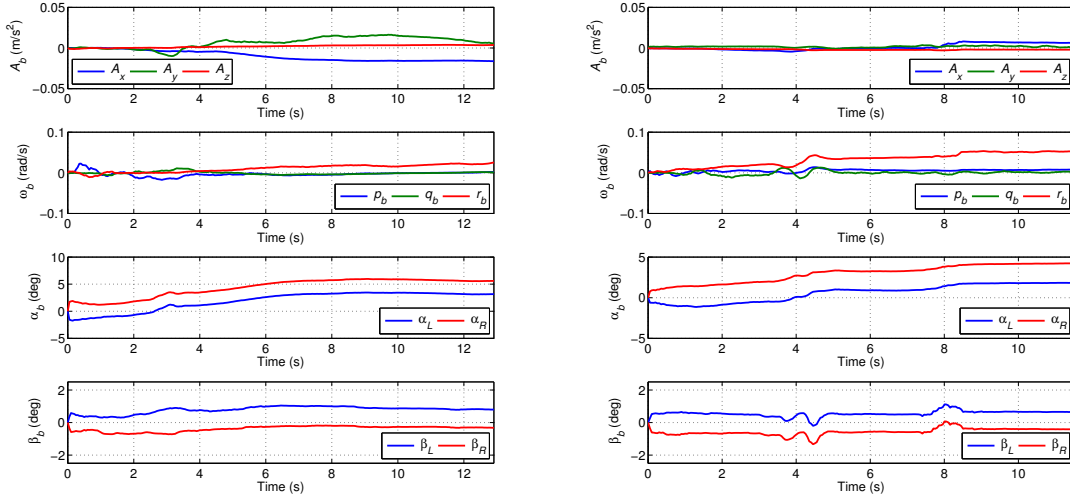 0.05
0
−0.05
A_b (m/s²)
A_x A_y A_z
0 2 4 6 8 10 12
Time (s)
0.1
0
−0.1
ω_b (rad/s)
p_b q_b r_b
0 2 4 6 8 10 12
Time (s)
10
5
0
−5
α_b (deg)
α_L α_R
0 2 4 6 8 10 12
Time (s)
2
0
−2
β_b (deg)
β_L β_R
0 2 4 6 8 10 12
Time (s)
0.05
0
−0.05
A_b (m/s²)
A_x A_y A_z
0 2 4 6 8 10
Time (s)
0.1
0
−0.1
ω_b (rad/s)
p_b q_b r_b
0 2 4 6 8 10
Time (s)
5
0
−5
α_b (deg)
α_L α_R
0 2 4 6 8 10
Time (s)
2
0
−2
β_b (deg)
β_L β_R
0 2 4 6 8 10
Time (s)